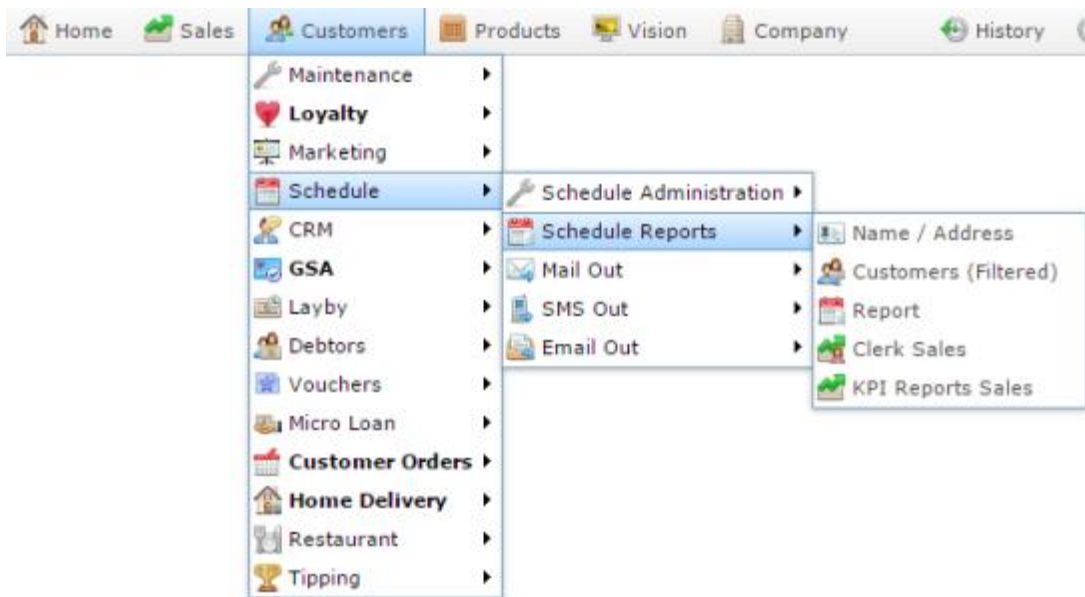 Home Sales Customers Products Vision Company History
Maintenance
Loyalty
Marketing
Schedule Schedule Administration
CRM Schedule Reports Name / Address
GSA Mail Out Customers (Filtered)
Layby SMS Out Report
Debtors Email Out Clerk Sales
Vouchers KPI Reports Sales
Micro Loan
Customer Orders
Home Delivery
Restaurant
Tipping